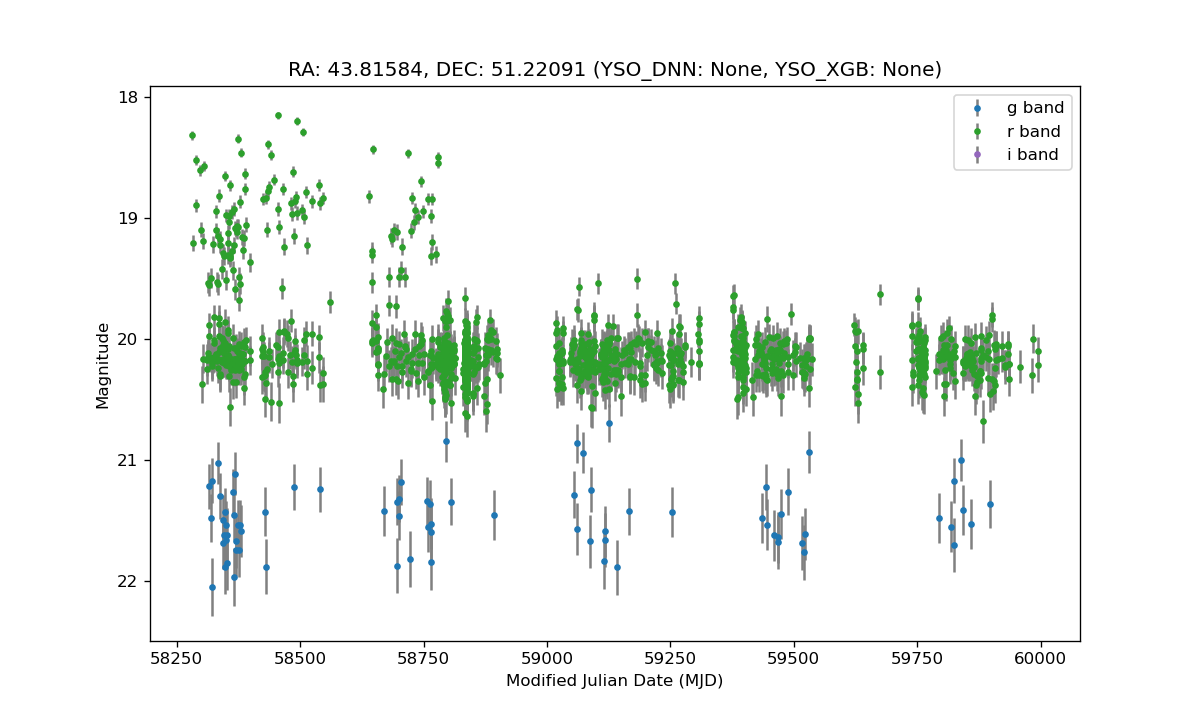 RA: 43.81584, DEC: 51.22091 (YSO_DNN: None, YSO_XGB: None)
g band
r band
i band
18
19
20
21
22
Magnitude
58250 58500 58750 59000 59250 59500 59750 60000
Modified Julian Date (MJD)